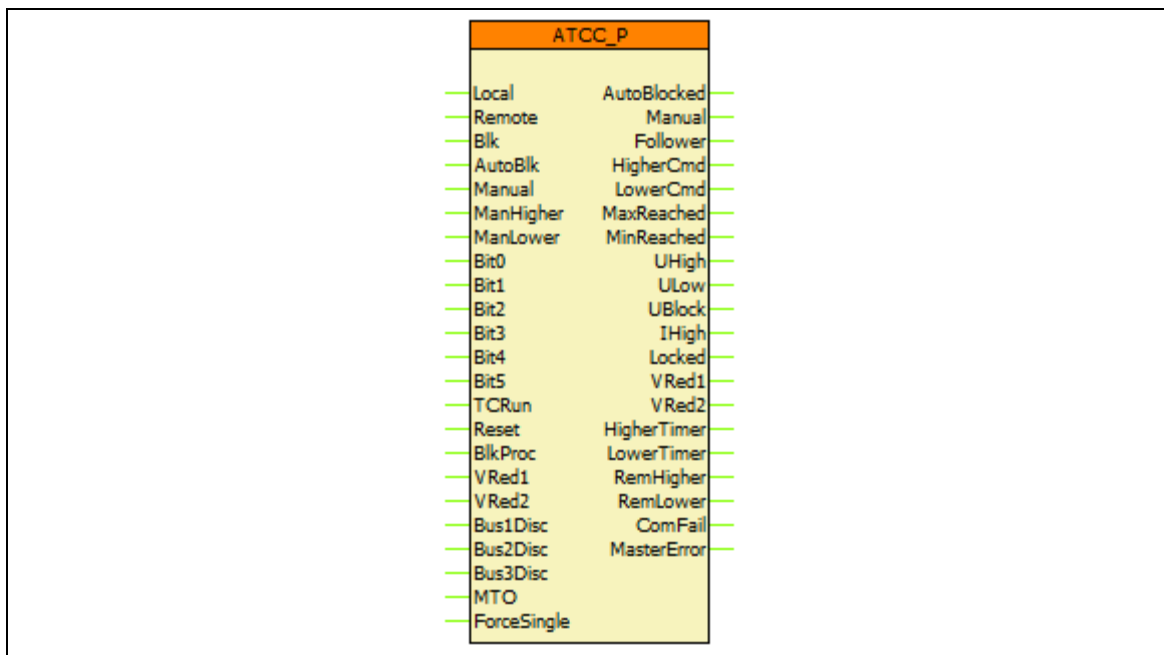 ATCC_P
Local AutoBlocked
Remote Manual
Blk Follower
AutoBlk HigherCmd
Manual LowerCmd
ManHigher MaxReached
ManLower MinReached
Bit0 UHigh
Bit1 ULow
Bit2 UBlock
Bit3 IHigh
Bit4 Locked
Bit5 VRed1
TCRun VRed2
Reset HigherTimer
BlkProc LowerTimer
VRed1 RemHigher
VRed2 RemLower
Bus1Disc ComFail
Bus2Disc MasterError
Bus3Disc
MTO
ForceSingle